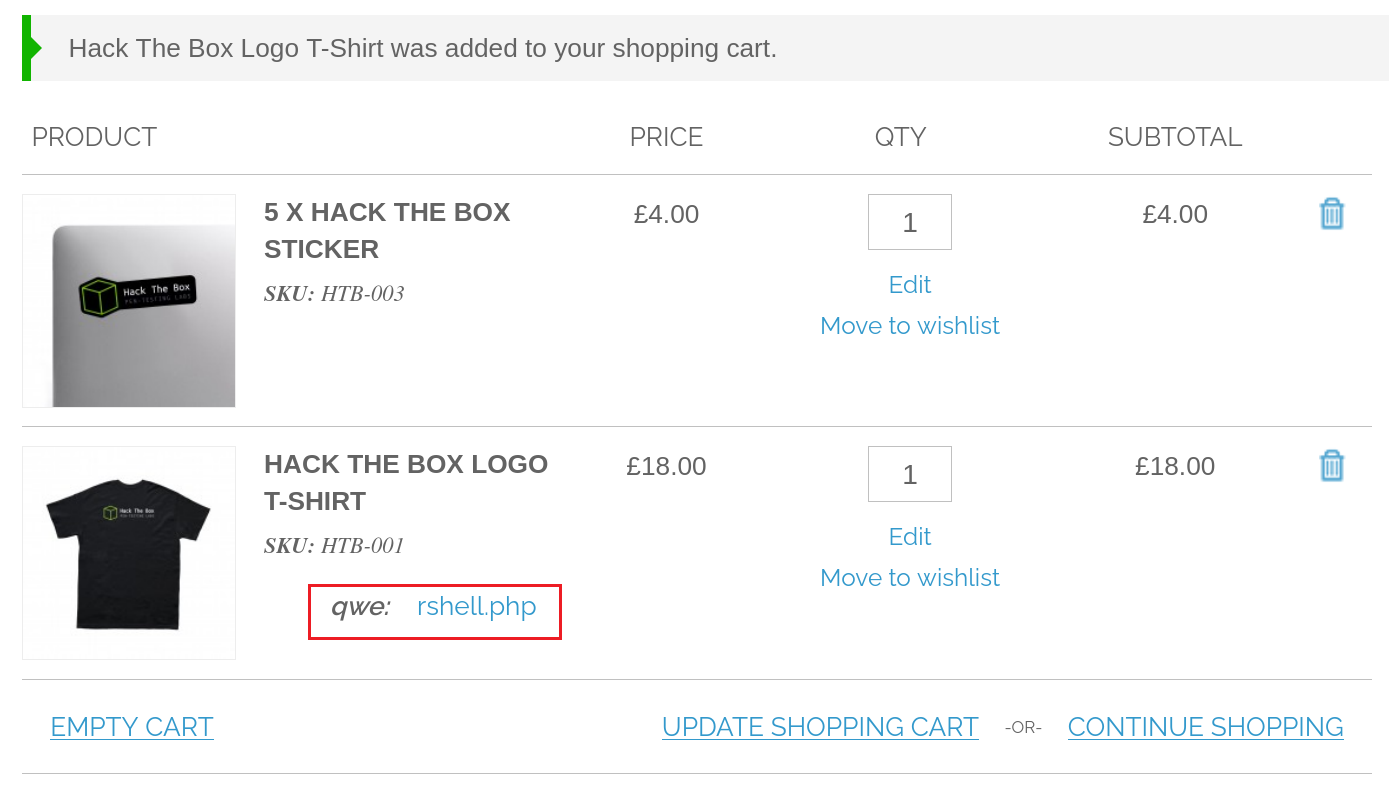 Hack The Box Logo T-Shirt was added to your shopping cart.
PRODUCT PRICE QTY SUBTOTAL
5 X HACK THE BOX £4.00 1 £4.00
STICKER
SKU: HTB-003
Edit
Move to wishlist
Hack The Box
PEN-TESTING LABS
HACK THE BOX LOGO £18.00 1 £18.00
T-SHIRT
SKU: HTB-001
Edit
Move to wishlist
Hack The Box
PEN-TESTING LABS
qwe: rshell.php
EMPTY CART UPDATE SHOPPING CART -OR- CONTINUE SHOPPING